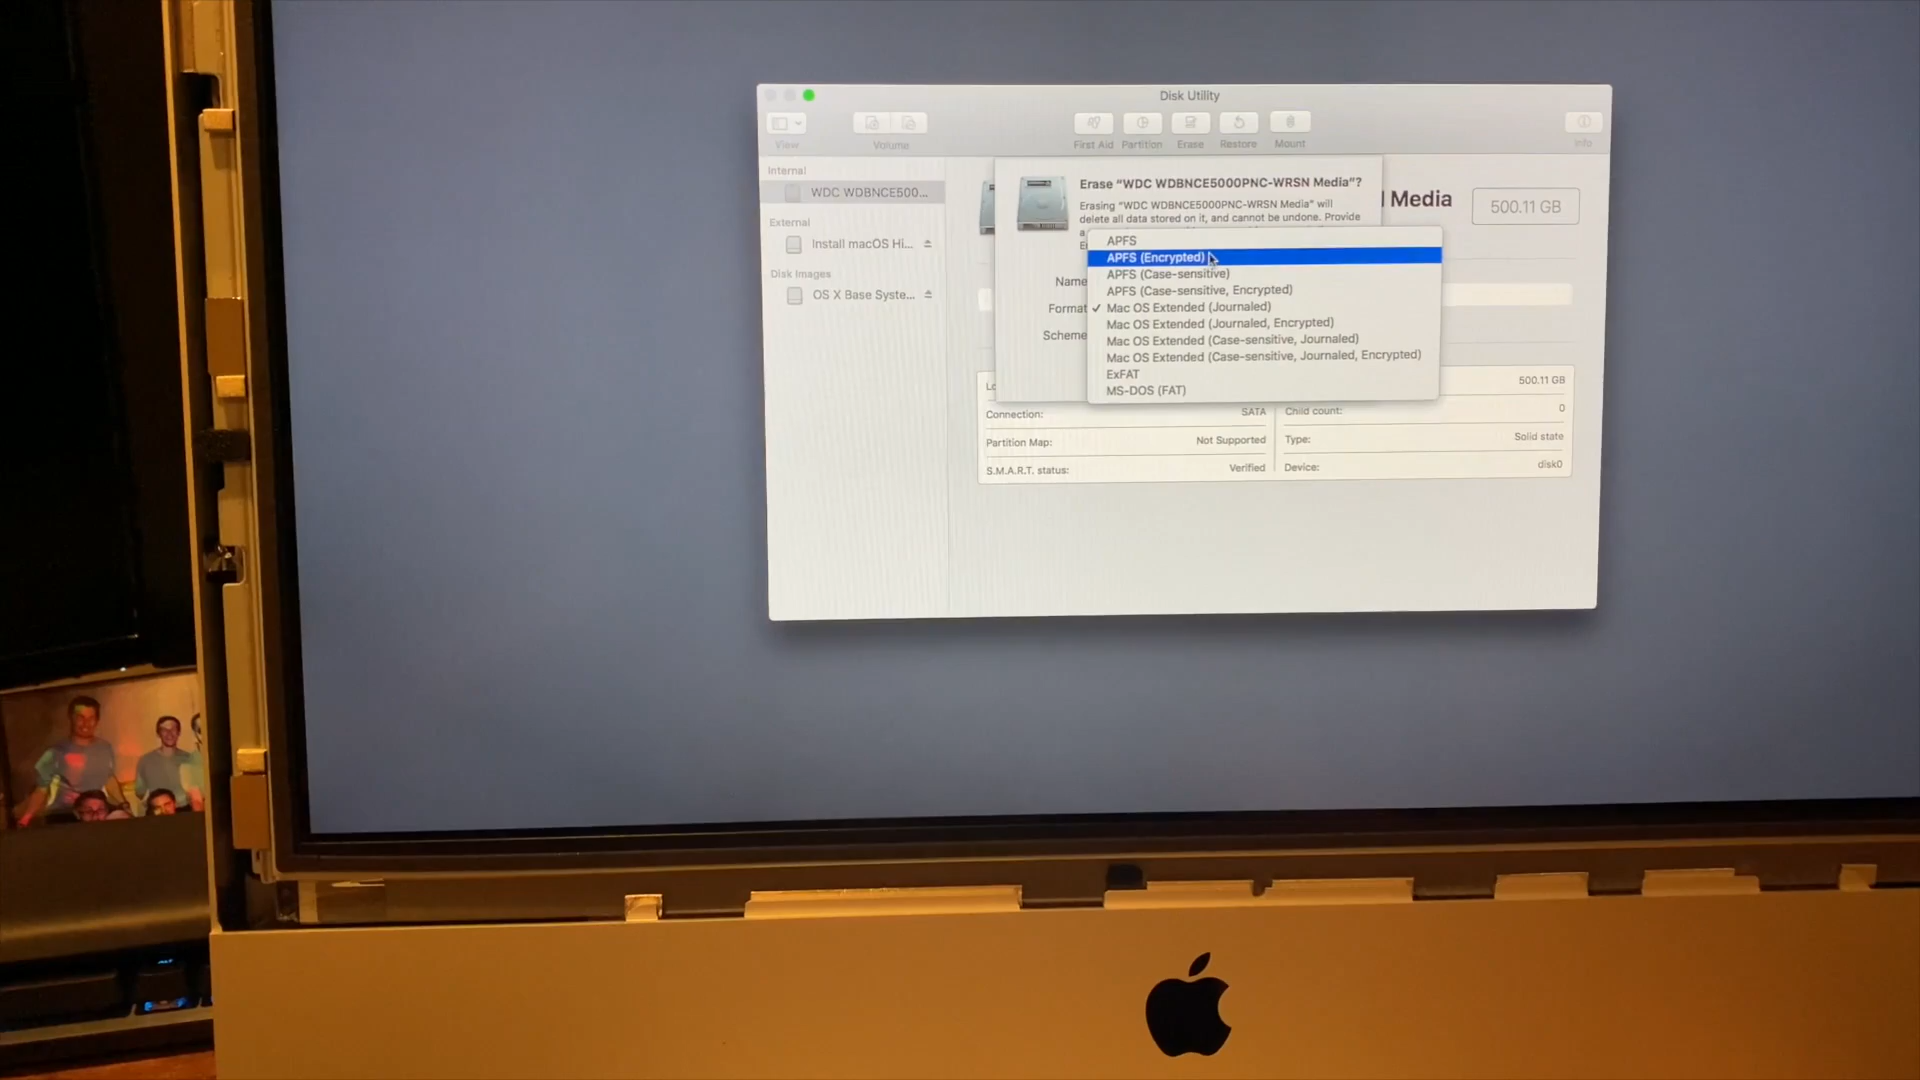 Disk Utility
View
Volume
First Aid
Partition
Erase
Restore
Mount
Info
Internal
WDC WDBNCE500...
External
Install macOS Hi...
Disk Images
OS X Base Syste...
Erase “WDC WDBNCE5000PNC-WRSN Media”?
Erasing “WDC WDBNCE5000PNC-WRSN Media” will
delete all data stored on it, and cannot be undone. Provide
a
Media
500.11 GB
Name
Format
Scheme
APFS
APFS (Encrypted)
APFS (Case-sensitive)
APFS (Case-sensitive, Encrypted)
✓ Mac OS Extended (Journaled)
Mac OS Extended (Journaled, Encrypted)
Mac OS Extended (Case-sensitive, Journaled)
Mac OS Extended (Case-sensitive, Journaled, Encrypted)
ExFAT
MS-DOS (FAT)
500.11 GB
Connection:
SATA
Child count:
0
Partition Map:
Not Supported
Type:
Solid state
S.M.A.R.T. status:
Verified
Device:
disk0